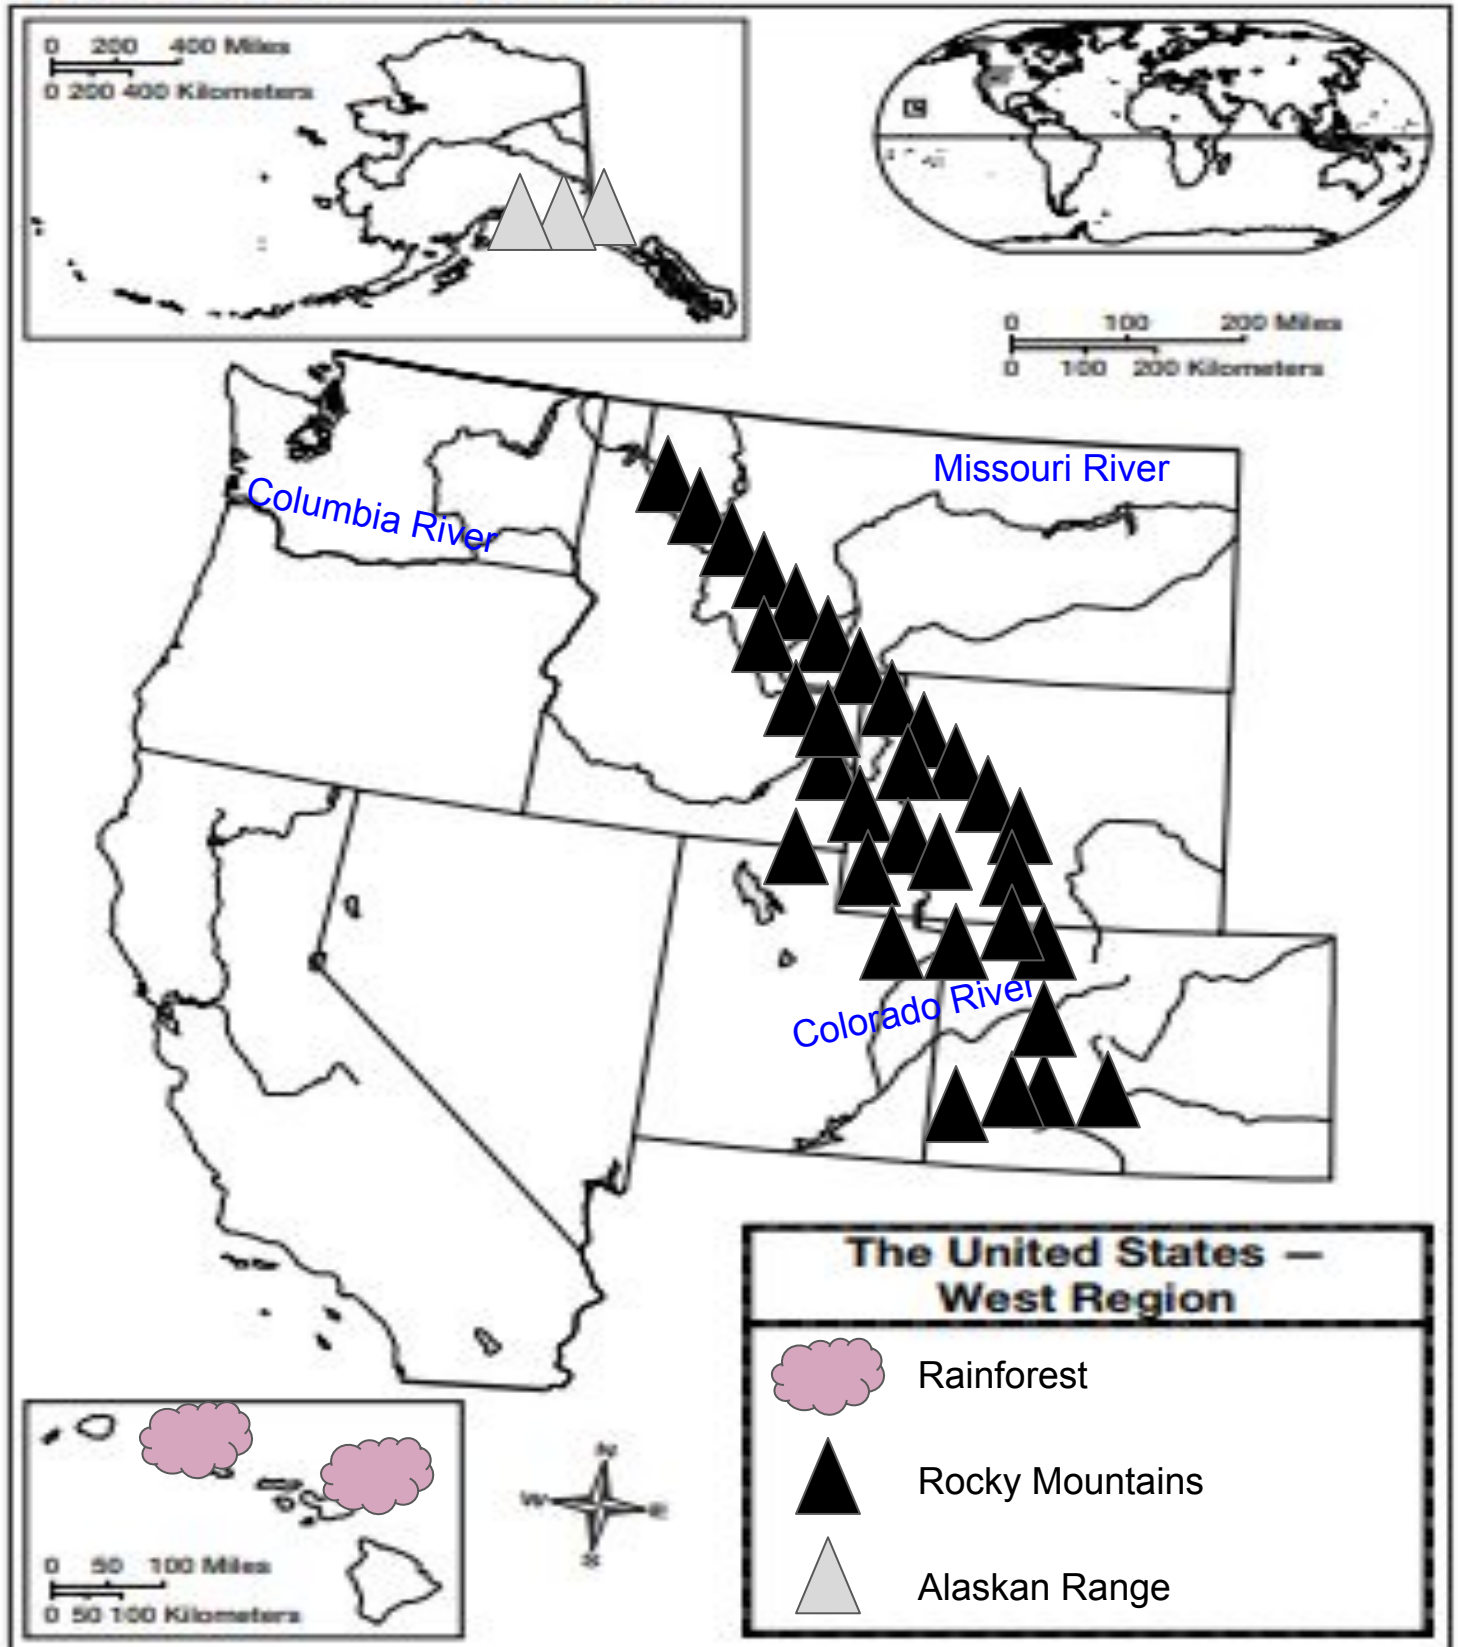 0 200 400 Miles
0 200 400 Kilometers
0 100 200 Miles
0 100 200 Kilometers
Missouri River
Columbia River
Colorado River
The United States —
West Region
Rainforest
Rocky Mountains
Alaskan Range
N
W E
S
0 50 100 Miles
0 50 100 Kilometers